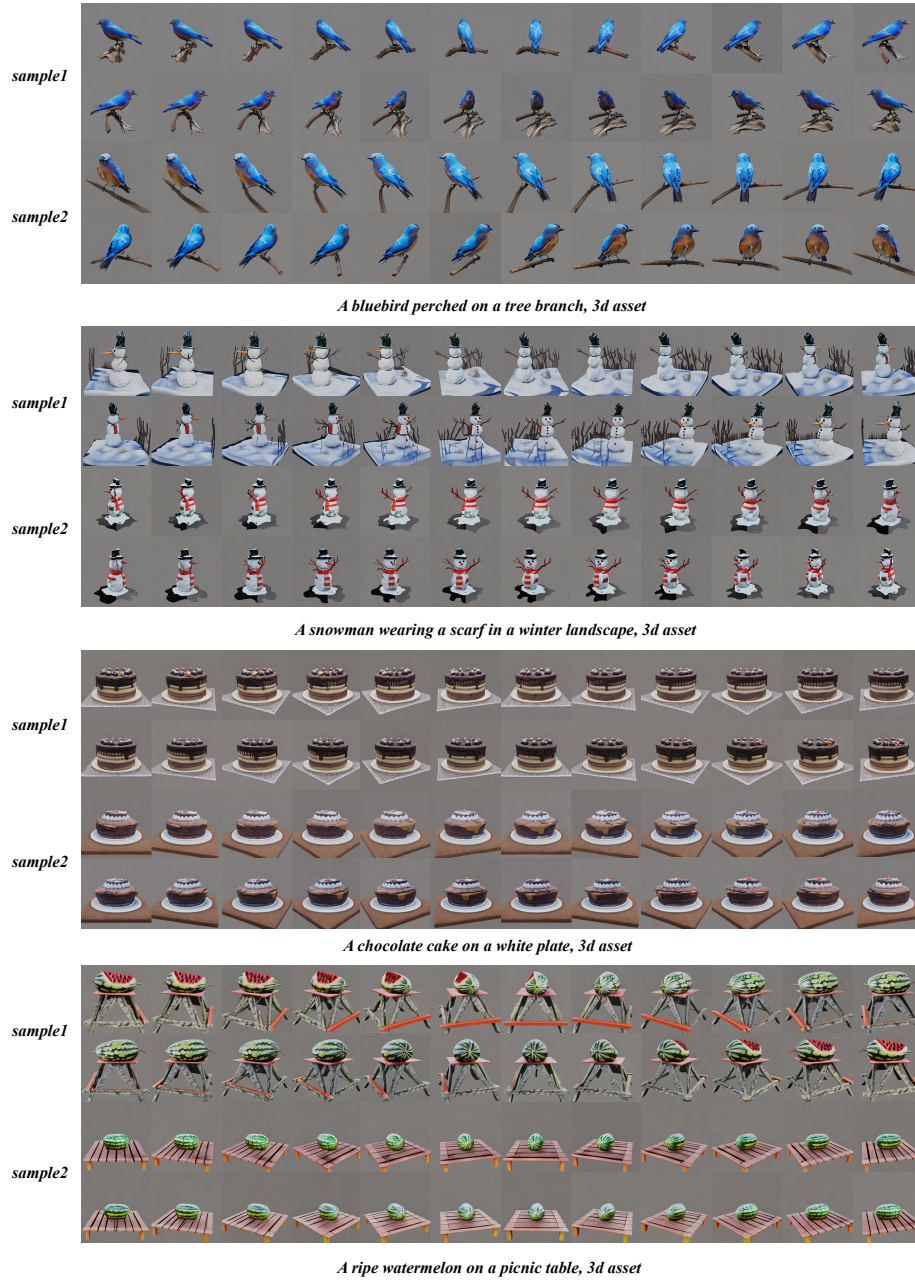 sample1
sample2
A bluebird perched on a tree branch, 3d asset
sample1
sample2
A snowman wearing a scarf in a winter landscape, 3d asset
sample1
sample2
A chocolate cake on a white plate, 3d asset
sample1
sample2
A ripe watermelon on a picnic table, 3d asset